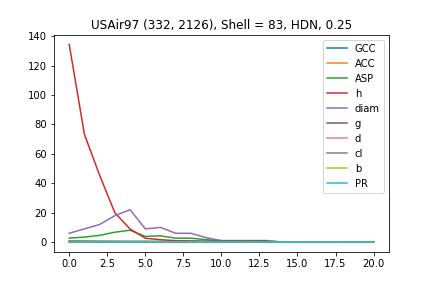 USAir97 (332, 2126), Shell = 83, HDN, 0.25
140
120
100
80
60
40
20
0
0.0 2.5 5.0 7.5 10.0 12.5 15.0 17.5 20.0
GCC
ACC
ASP
h
diam
g
d
cl
b
PR